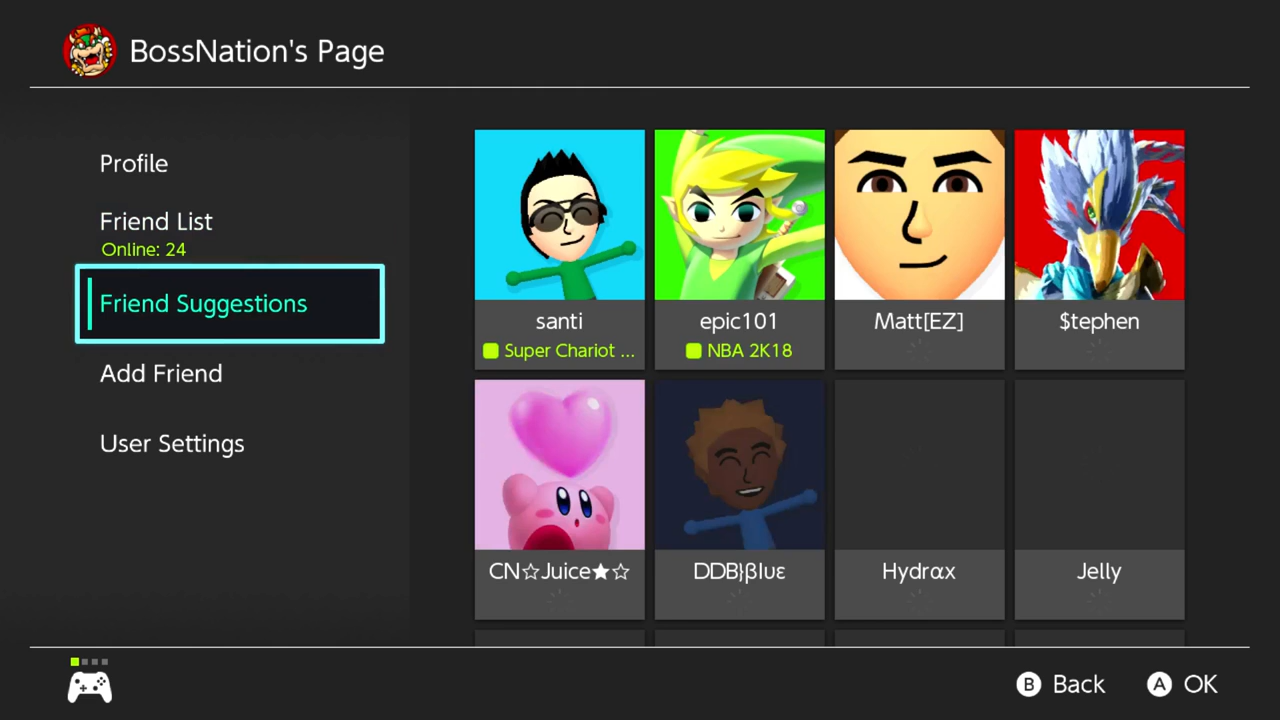 BossNation's Page
Profile
Friend List
Online: 24
Friend Suggestions
Add Friend
User Settings
santi
Super Chariot ...
epic101
NBA 2K18
Matt[EZ]
$tephen
CN☆Juice★☆
DDB}βIυε
Hydrαx
Jelly
B Back
A OK